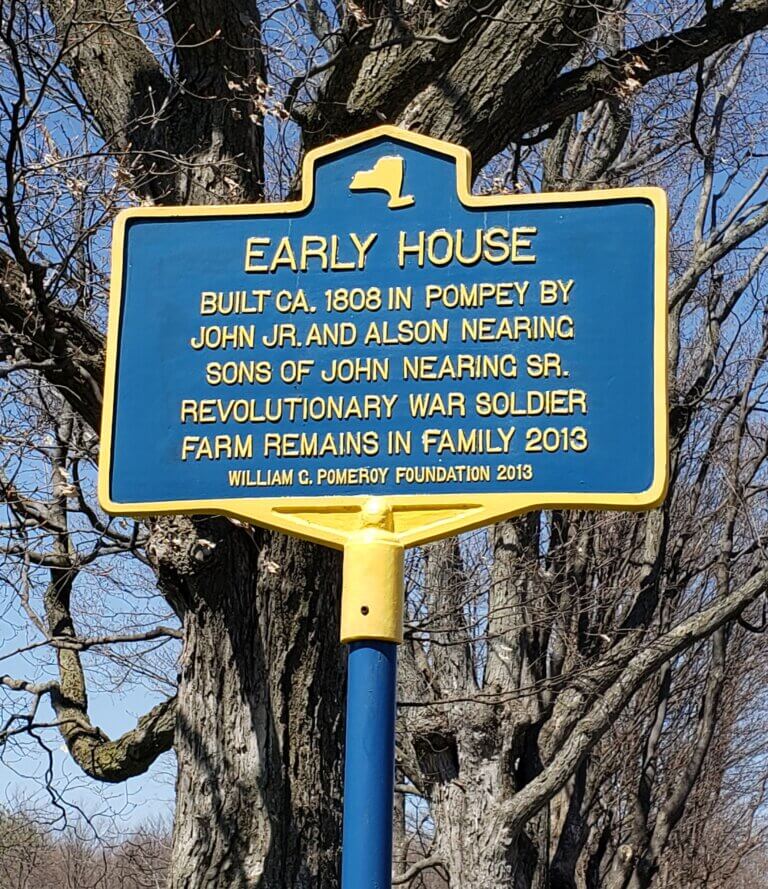 EARLY HOUSE
BUILT CA. 1808 IN POMPEY BY
JOHN JR. AND ALSON NEARING
SONS OF JOHN NEARING SR.
REVOLUTIONARY WAR SOLDIER
FARM REMAINS IN FAMILY 2013
WILLIAM G. POMEROY FOUNDATION 2013